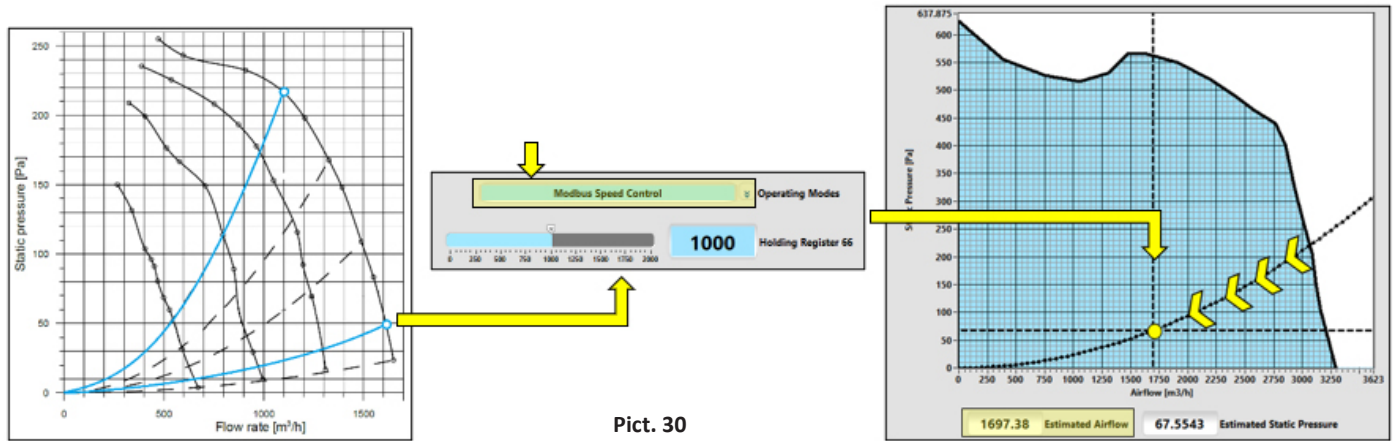 250
200
150
100
50
0
Static pressure [Pa]
0
500
1000
1500
Flow rate [m³/h]
Modbus Speed Control
Operating Modes
0 250 500 750 1000 1250 1500 1750 2000
1000
Holding Register 66
Pict. 30
637.875
600
550
500
450
400
350
300
250
200
150
100
50
0
Pressure [Pa]
0 250 500 750 1000 1250 1500 1750 2000 2250 2500 2750 3000 3250 3623
Airflow [m3/h]
1697.38 Estimated Airflow
67.5543 Estimated Static Pressure